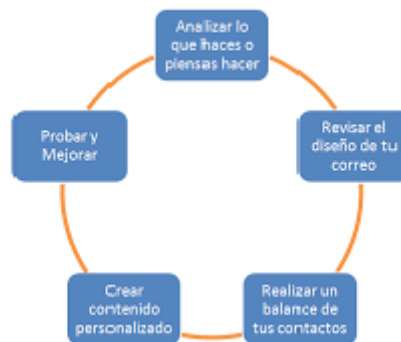 Analizar lo
que haces o
piensas hacer
Revisar el
diseño de tu
correo
Realizar un
balance de
tus contactos
Crear
contenido
personalizado
Probar y
Mejorar